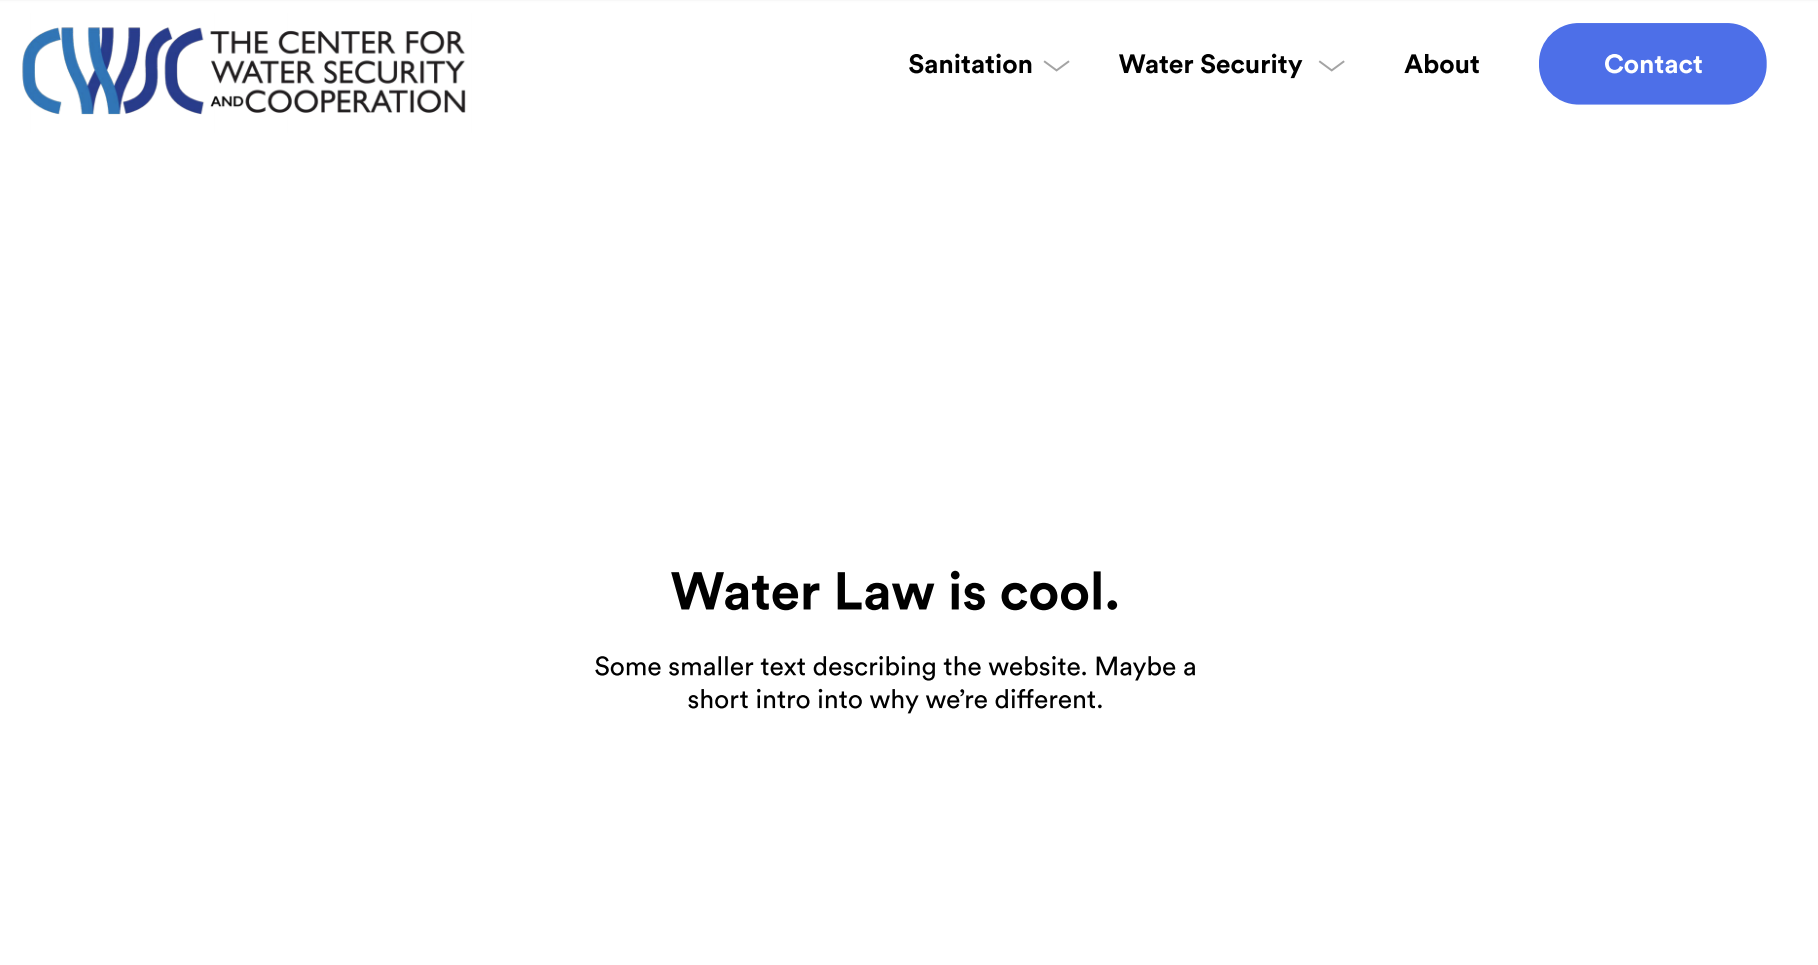 CWSC
THE CENTER FOR
WATER SECURITY
AND COOPERATION
Sanitation
Water Security
About
Contact
Water Law is cool.
Some smaller text describing the website. Maybe a
short intro into why we’re different.